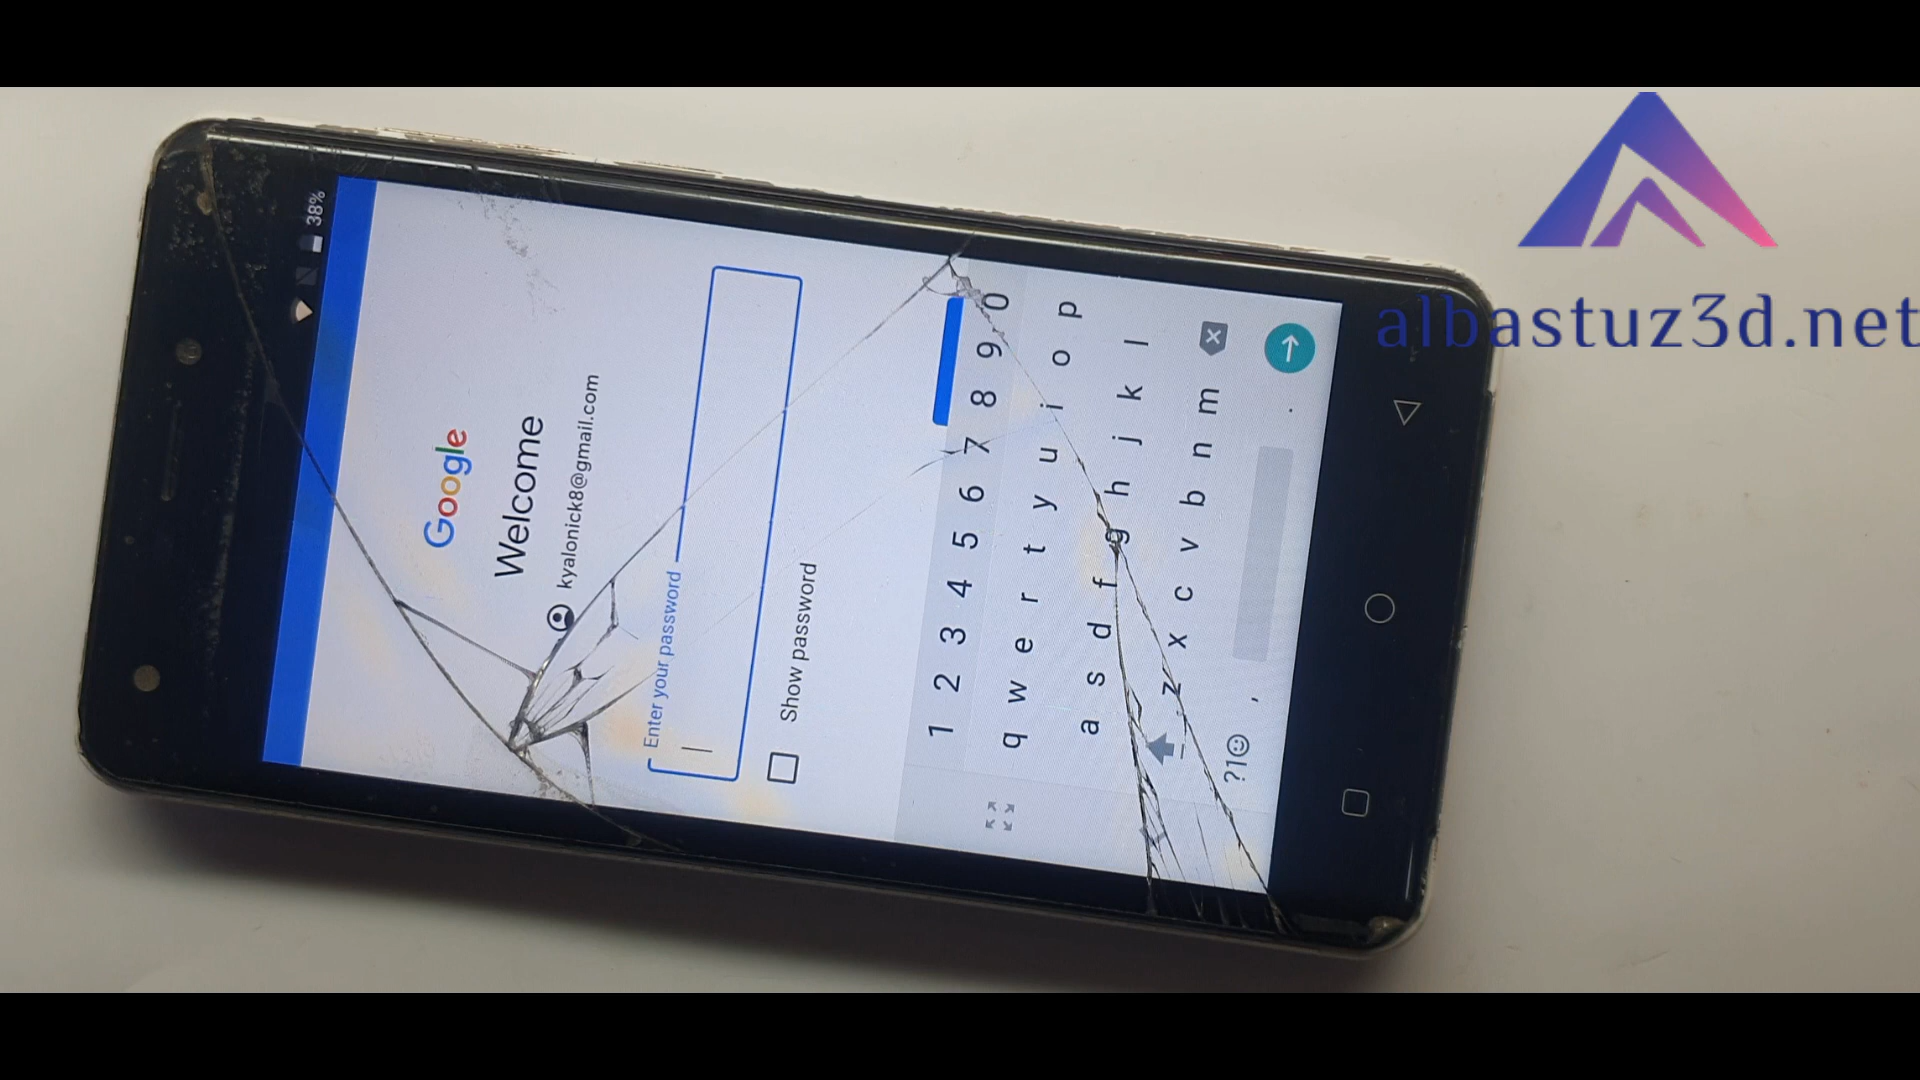 38%
Google
Welcome
kyalonick8@gmail.com
Enter your password
Show password
1 2 3 4 5 6 7 8 9 0
q w e r t y u i o p
a s d f g h j k l
z x c v b n m
?1☺ , .
albastuz3d.net